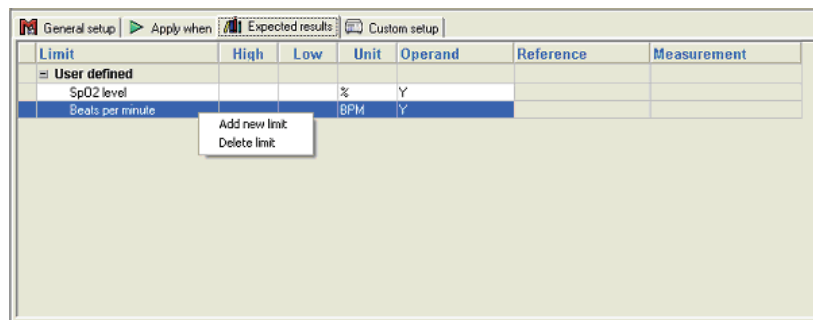 General setup Apply when Expected results Custom setup
Limit High Low Unit Operand Reference Measurement
User defined
SpO2 level % Y
Beats per minute BPM Y
Add new limit
Delete limit